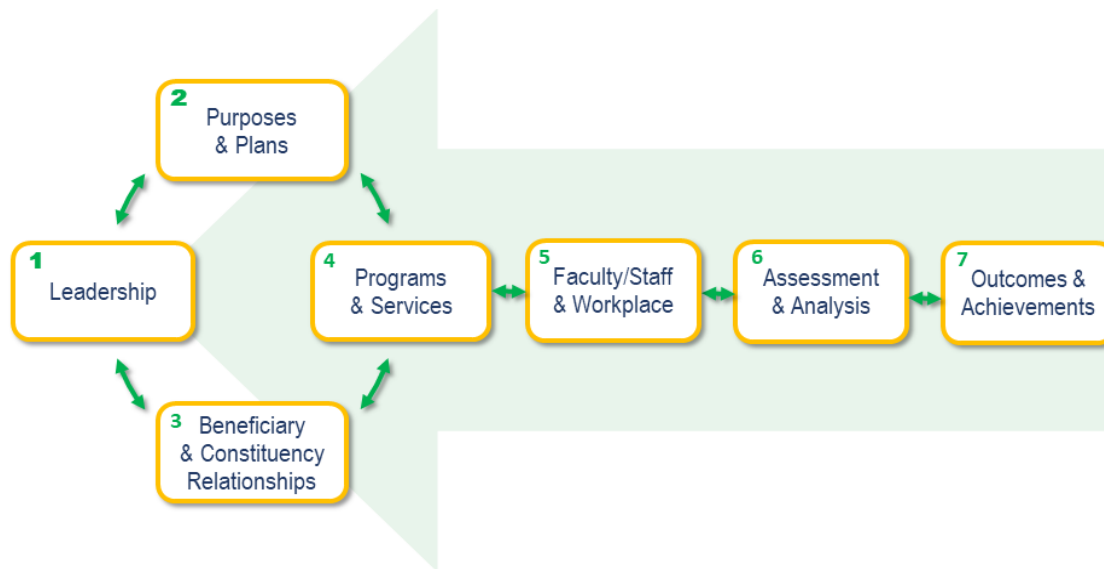 1
Leadership
2
Purposes
& Plans
3
Beneficiary
& Constituency
Relationships
4
Programs
& Services
5
Faculty/Staff
& Workplace
6
Assessment
& Analysis
7
Outcomes &
Achievements